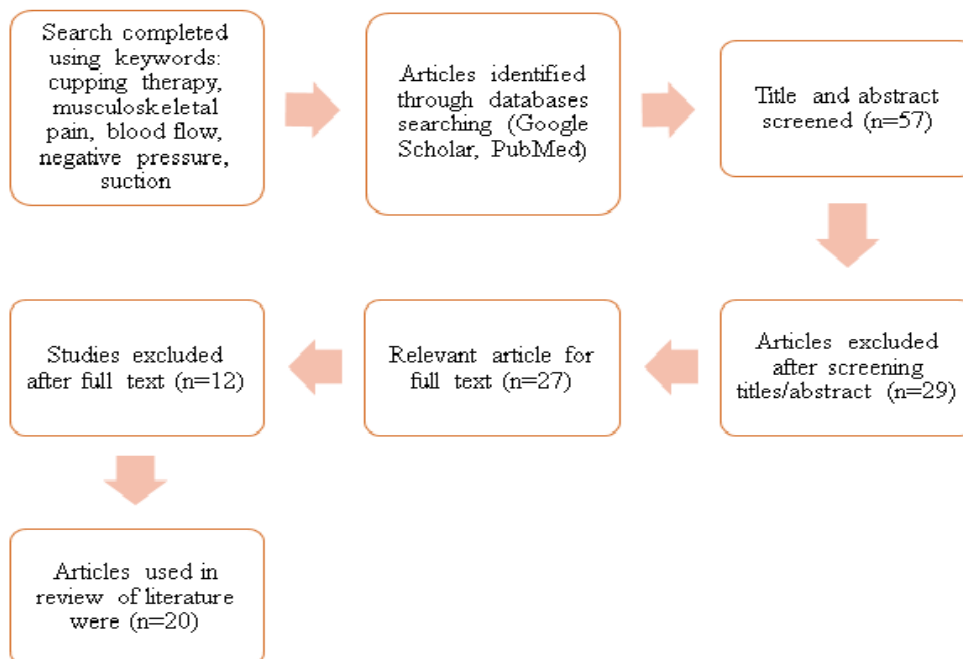 Search completed
using keywords:
cupping therapy,
musculoskeletal
pain, blood flow,
negative pressure,
suction
Articles identified
through databases
searching (Google
Scholar, PubMed)
Title and abstract
screened (n=57)
Articles excluded
after screening
titles/abstract (n=29)
Relevant article for
full text (n=27)
Studies excluded
after full text (n=12)
Articles used in
review of literature
were (n=20)